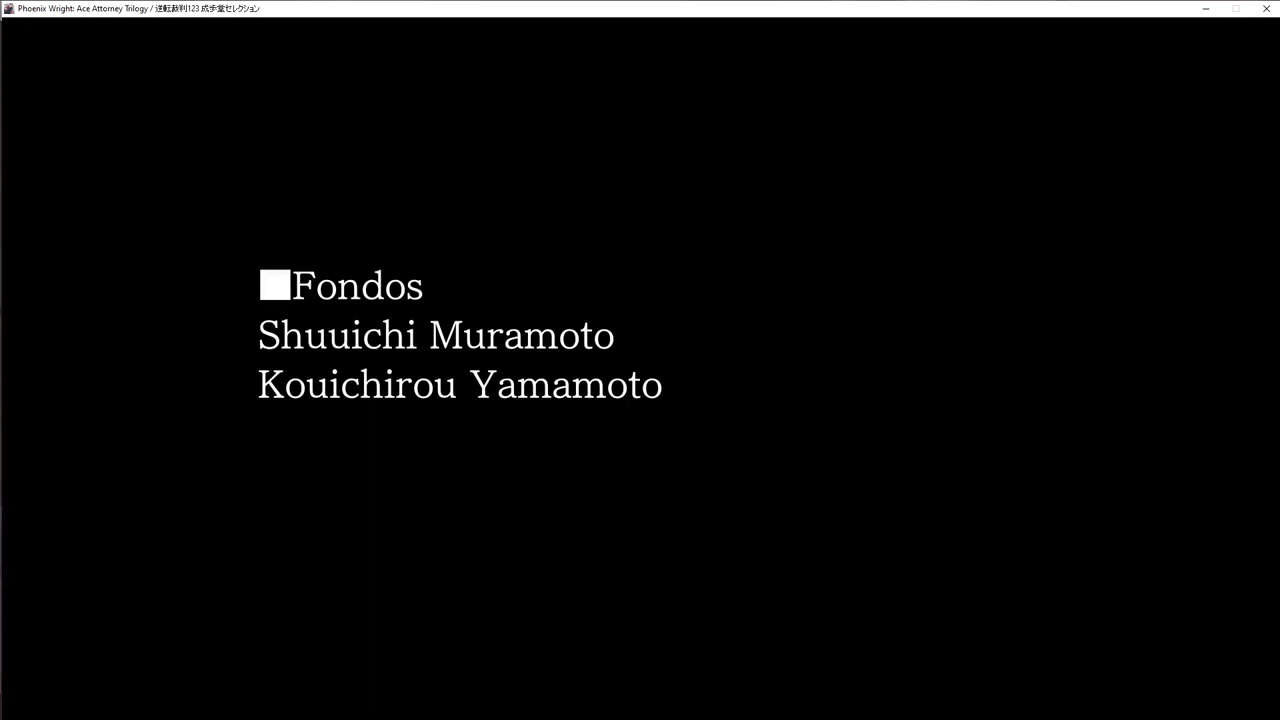 Phoenix Wright: Ace Attorney Trilogy / 逆転裁判123 成歩堂セレクション
■Fondos
Shuuichi Muramoto
Kouichirou Yamamoto